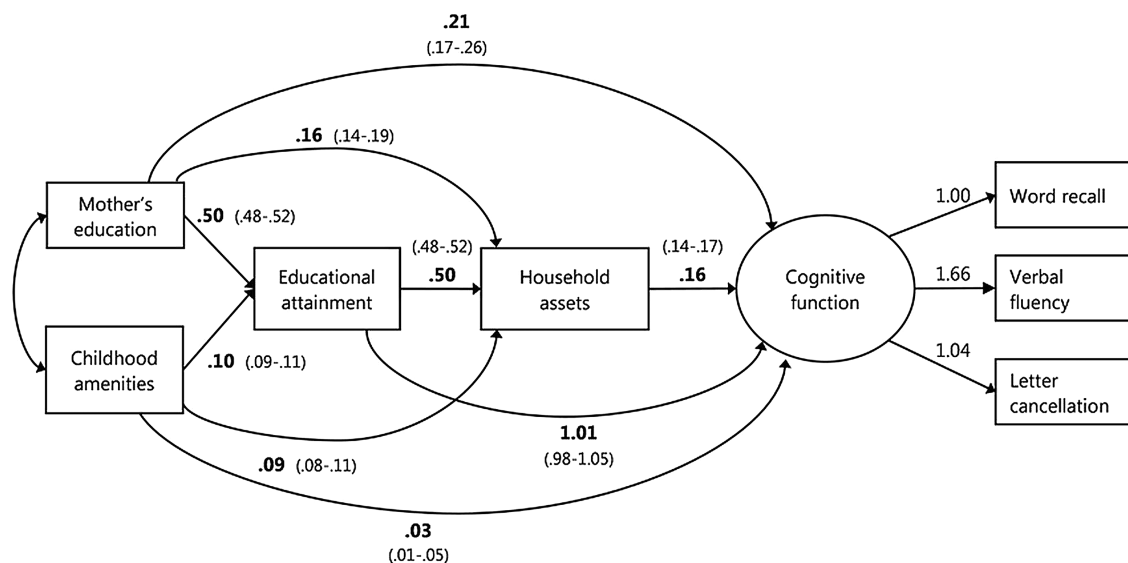 .21
(.17-.26)
.16 (.14-.19)
Mother's
education
.50 (.48-.52)
Educational
attainment
(.48-.52)
.50
Household
assets
(.14-.17)
.16
Cognitive
function
1.00
Word recall
1.66
Verbal
fluency
1.04
Letter
cancellation
Childhood
amenities
.10 (.09-.11)
.09 (.08-.11)
1.01
(.98-1.05)
.03
(.01-.05)